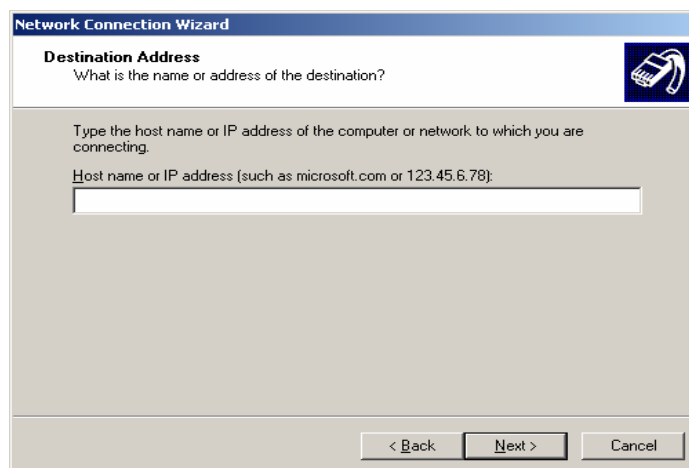 Network Connection Wizard
Destination Address
What is the name or address of the destination?
Type the host name or IP address of the computer or network to which you are
connecting.
Host name or IP address (such as microsoft.com or 123.45.6.78):
< Back Next > Cancel